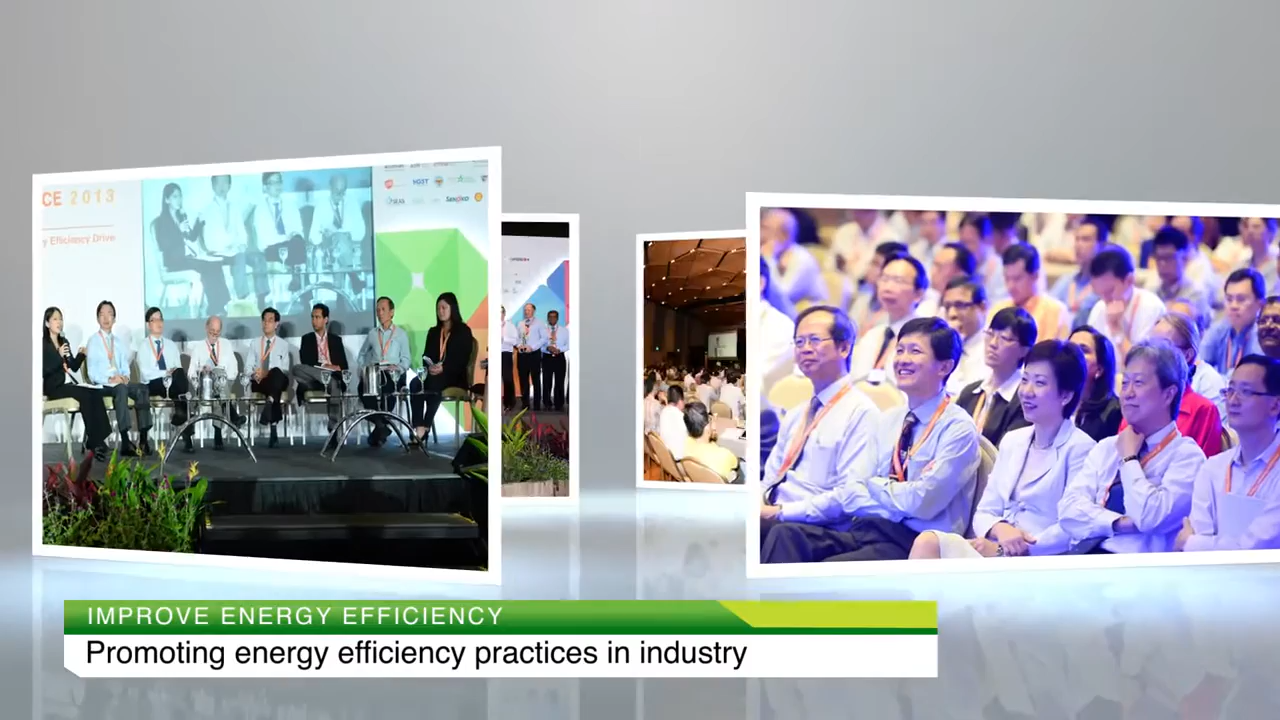 CE 2013
y Efficiency Drive
IMPROVE ENERGY EFFICIENCY
Promoting energy efficiency practices in industry